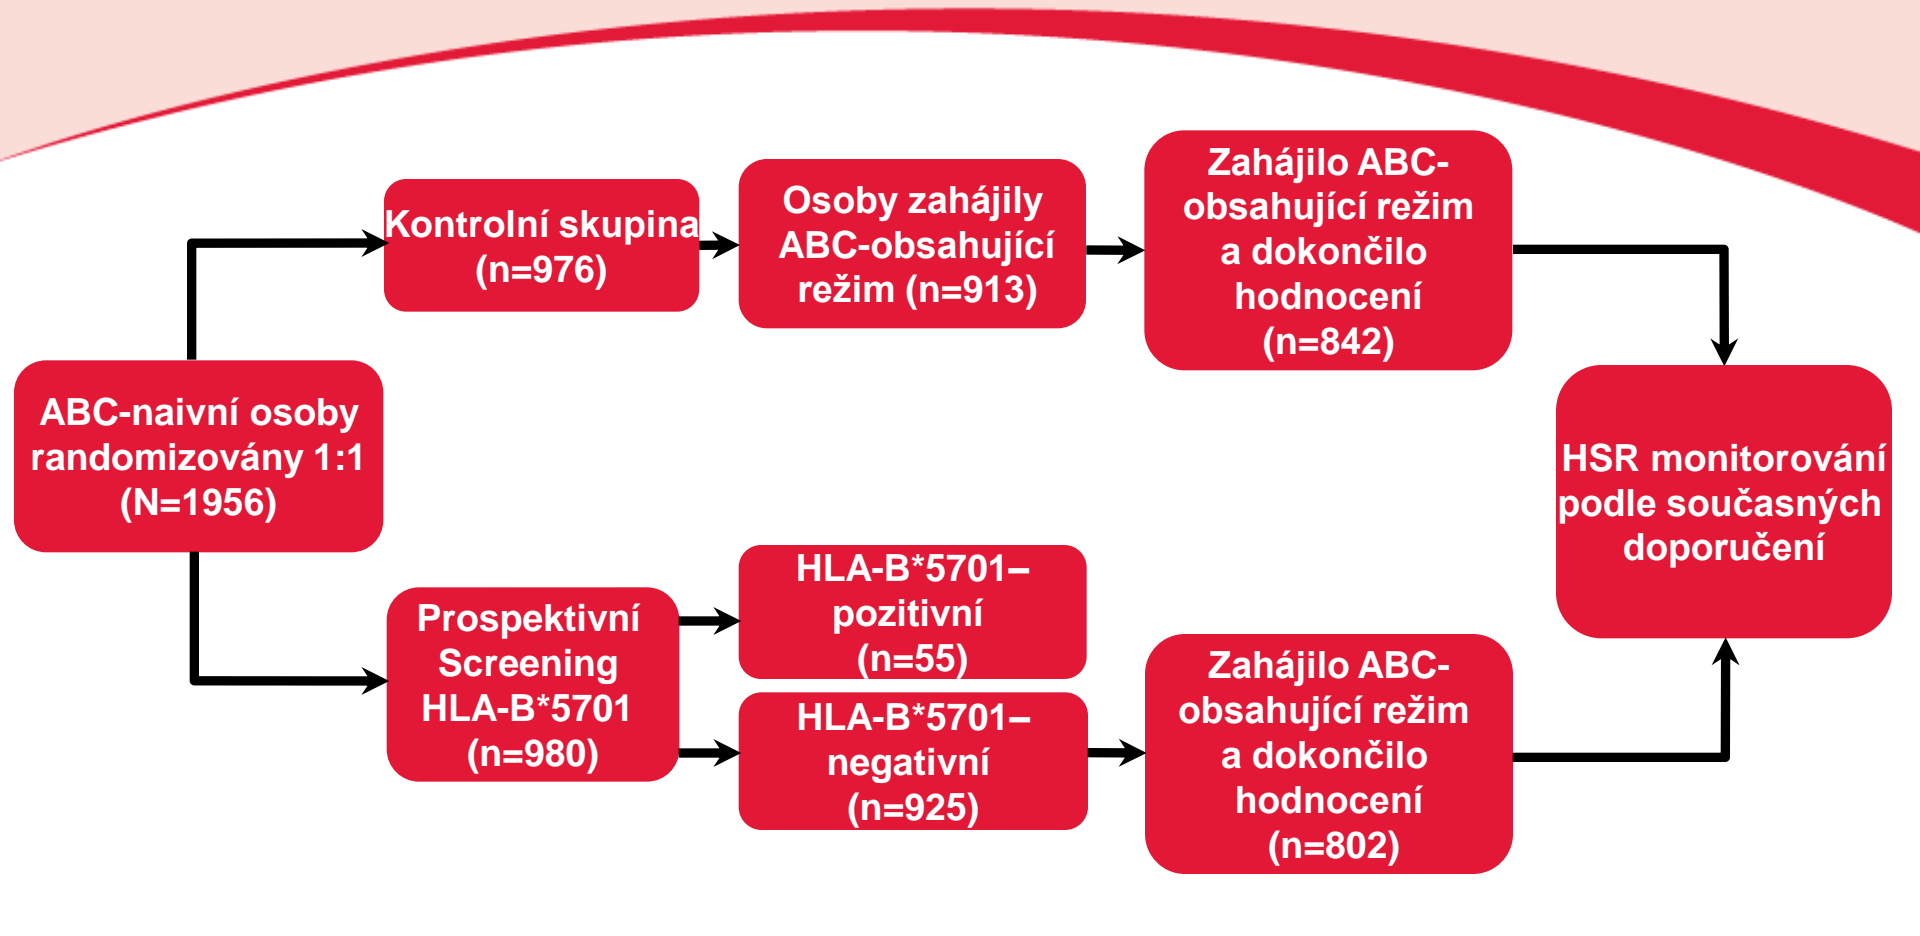 Kontrolní skupina
(n=976)
Osoby zahájily
ABC-obsahující
režim (n=913)
Zahájilo ABC-
obsahující režim
a dokončilo
hodnocení
(n=842)
ABC-naivní osoby
randomizovány 1:1
(N=1956)
HSR monitorování
podle současných
doporučení
Prospektivní
Screening
HLA-B*5701
(n=980)
HLA-B*5701–
pozitivní
(n=55)
HLA-B*5701–
negativní
(n=925)
Zahájilo ABC-
obsahující režim
a dokončilo
hodnocení
(n=802)